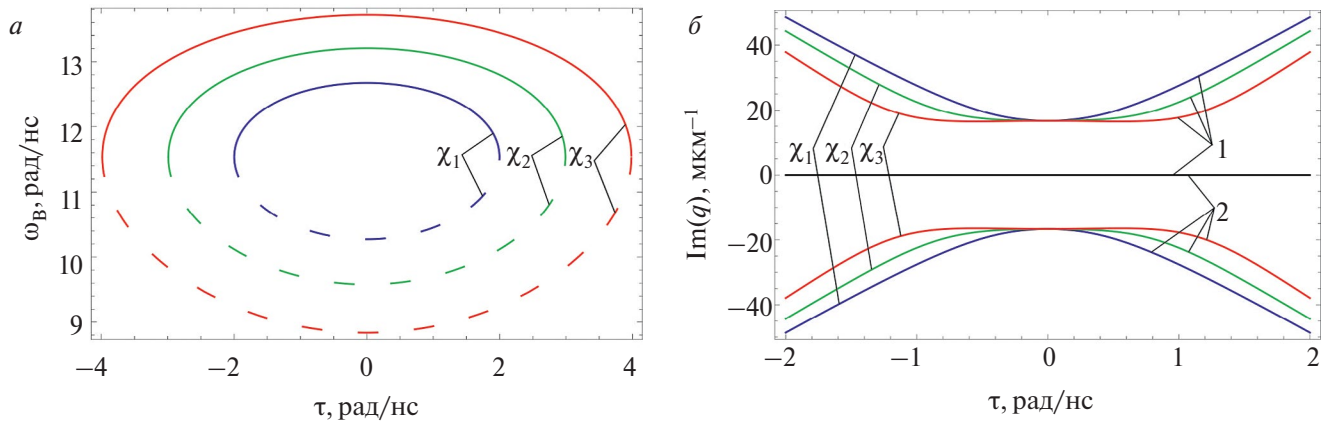 а
ω_B, рад/нс
13
12
11
10
9
χ₁
χ₂
χ₃
−4
−2
0
2
4
τ, рад/нс
б
Im(q), мкм⁻¹
40
20
0
−20
−40
χ₁
χ₂
χ₃
1
2
−2
−1
0
1
2
τ, рад/нс